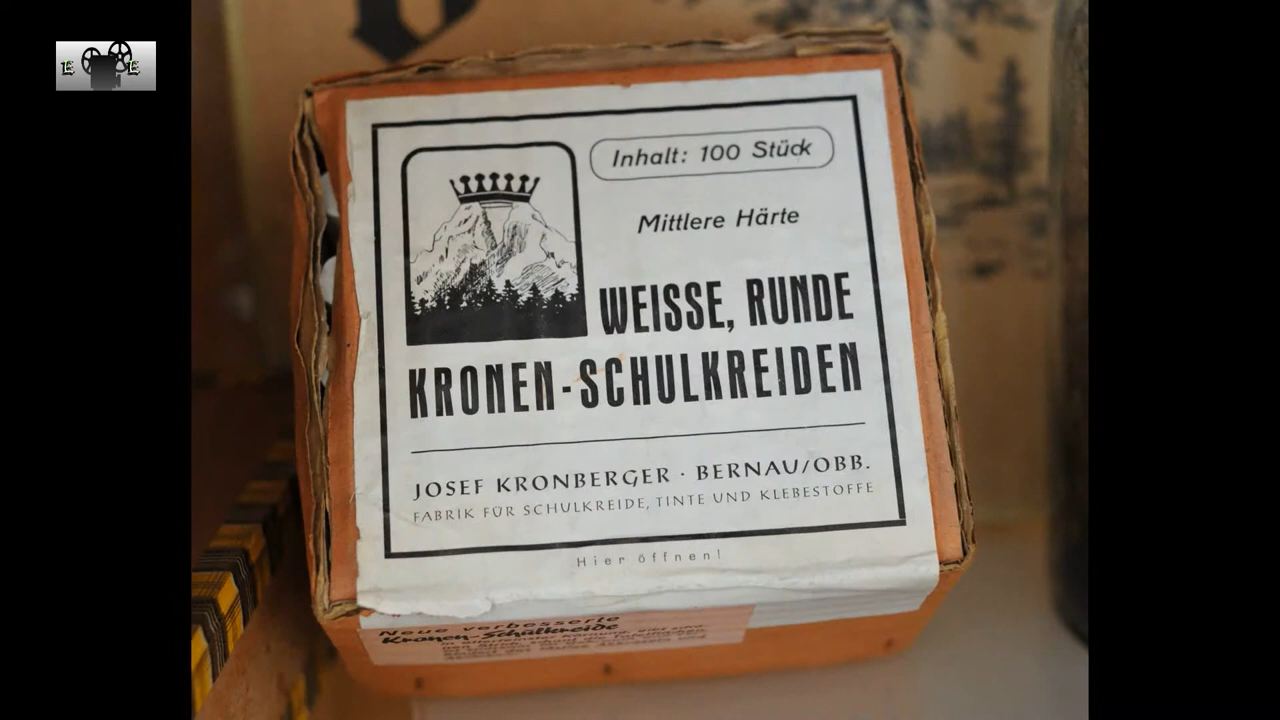 E E
Inhalt: 100 Stück
Mittlere Härte
WEISSE, RUNDE
KRONEN-SCHULKREIDEN
JOSEF KRONBERGER · BERNAU/OBB.
FABRIK FÜR SCHULKREIDE, TINTE UND KLEBESTOFFE
Hier öffnen!
Neue verbesserte
Kronen-Schulkreide